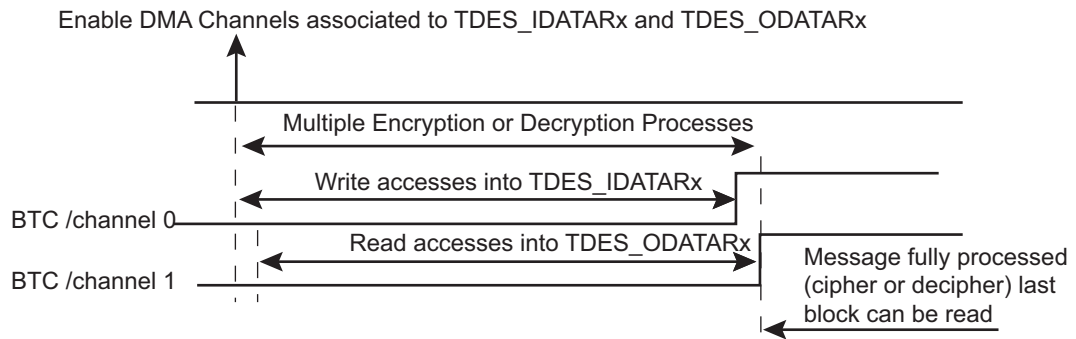 Enable DMA Channels associated to TDES_IDATARx and TDES_ODATARx
Multiple Encryption or Decryption Processes
Write accesses into TDES_IDATARx
BTC /channel 0
Read accesses into TDES_ODATARx
BTC /channel 1
Message fully processed
(cipher or decipher) last
block can be read